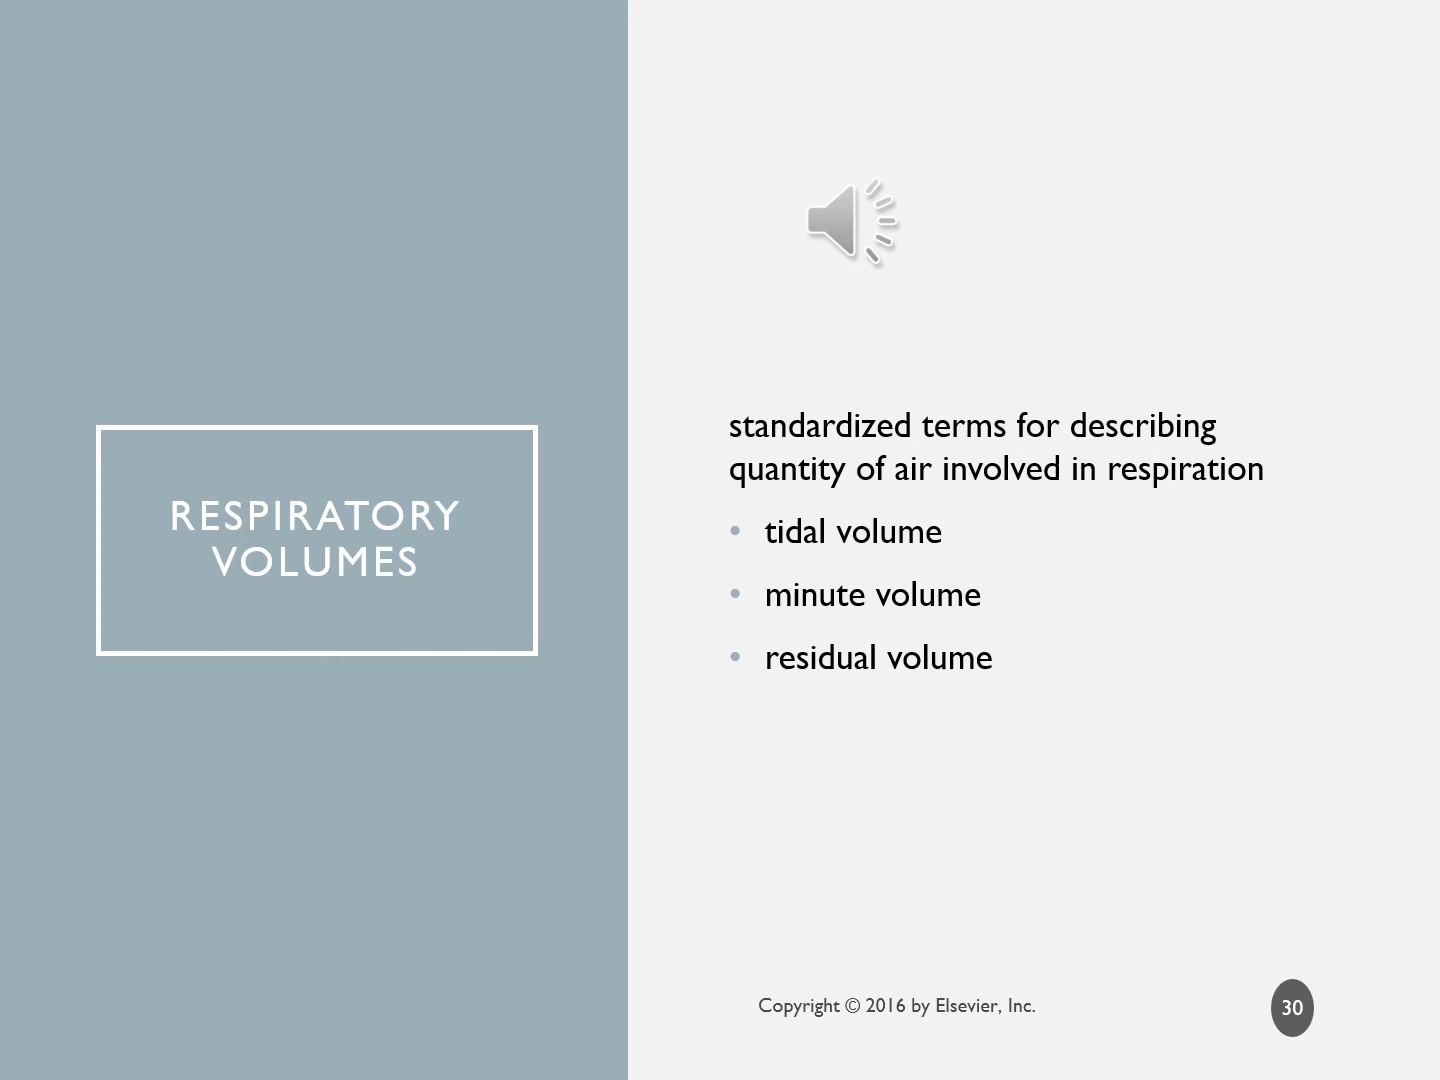 RESPIRATORY
VOLUMES
standardized terms for describing
quantity of air involved in respiration
• tidal volume
• minute volume
• residual volume
Copyright © 2016 by Elsevier, Inc.
30